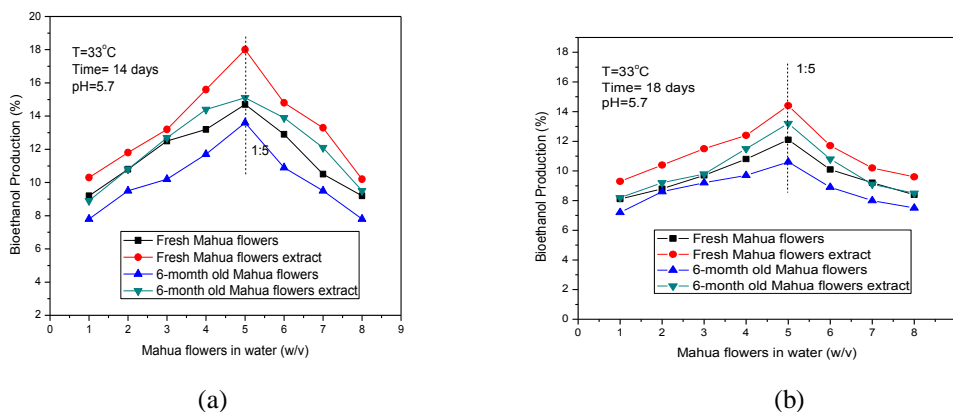 20
18
16
14
12
10
8
6
4
2
0 1 2 3 4 5 6 7 8 9
Bioethanol Production (%)
Mahua flowers in water (w/v)
T=33°C
Time= 14 days
pH=5.7
1:5
Fresh Mahua flowers
Fresh Mahua flowers extract
6-momth old Mahua flowers
6-month old Mahua flowers extract
(a)
18
16
14
12
10
8
6
4
2
0
0 1 2 3 4 5 6 7 8
Bioethanol Production (%)
Mahua flowers in water (w/v)
T=33°C
Time= 18 days
pH=5.7
1:5
Fresh Mahua flowers
Fresh Mahua flowers extract
6-momth old Mahua flowers
6-month old Mahua flowers extract
(b)